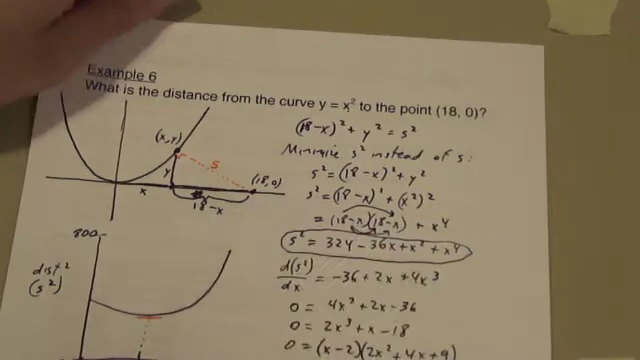 Example 6
What is the distance from the curve y = x² to the point (18, 0)?
(18-x)² + y² = s²
Minimize s² instead of s:
s² = (18-x)² + y²
s² = (18-x)² + (x²)²
= (18-x)(18-x) + x⁴
s² = 324 - 36x + x² + x⁴
d(s²)/dx = -36 + 2x + 4x³
0 = 4x³ + 2x - 36
0 = 2x³ + x - 18
0 = (x-2)(2x² + 4x + 9)
(x, y)
s
y
(18,0)
x
18-x
800
dist²
(s²)